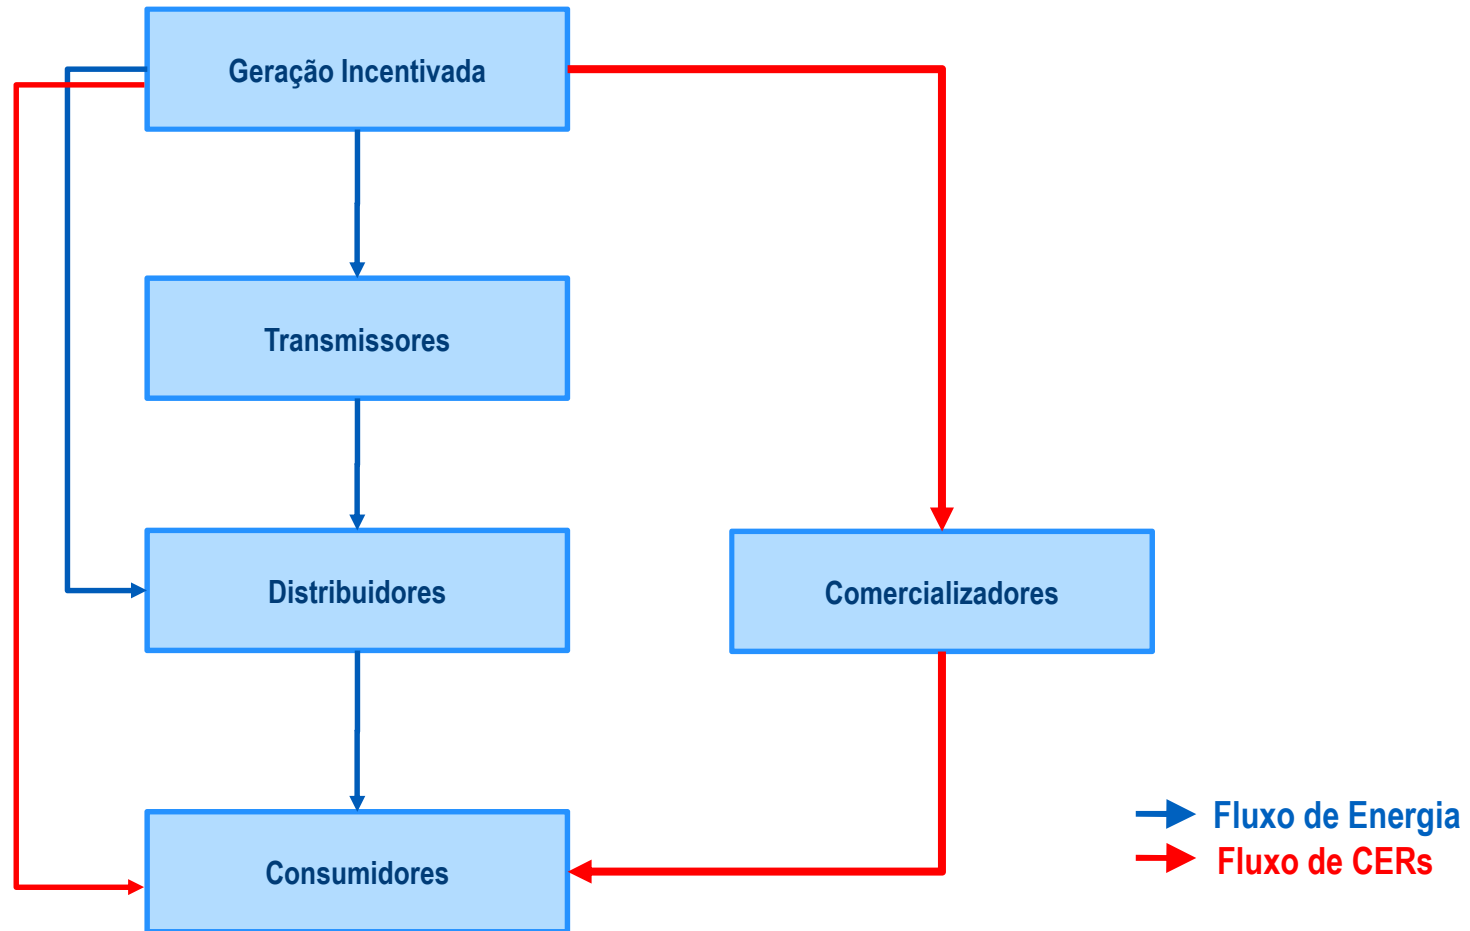 Geração Incentivada
Transmissores
Distribuidores
Comercializadores
Consumidores
Fluxo de Energia
Fluxo de CERs